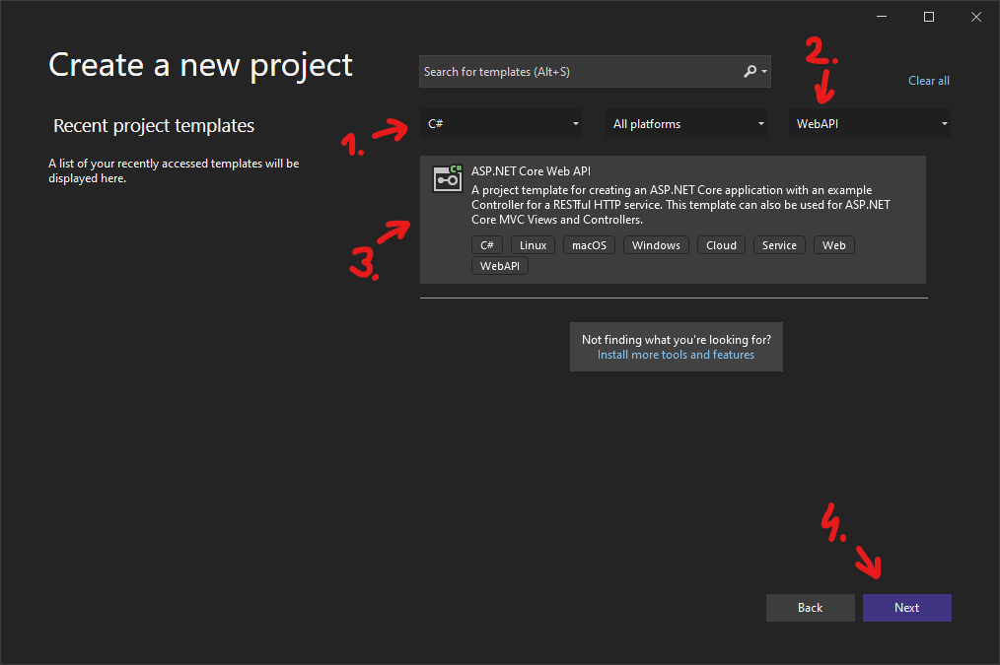 Create a new project
Search for templates (Alt+S)
2.
Clear all
Recent project templates
1.
C#
All platforms
WebAPI
A list of your recently accessed templates will be
displayed here.
C#
ASP.NET Core Web API
A project template for creating an ASP.NET Core application with an example
Controller for a RESTful HTTP service. This template can also be used for ASP.NET
Core MVC Views and Controllers.
3.
C#
Linux
macOS
Windows
Cloud
Service
Web
WebAPI
Not finding what you're looking for?
Install more tools and features
4.
Back
Next